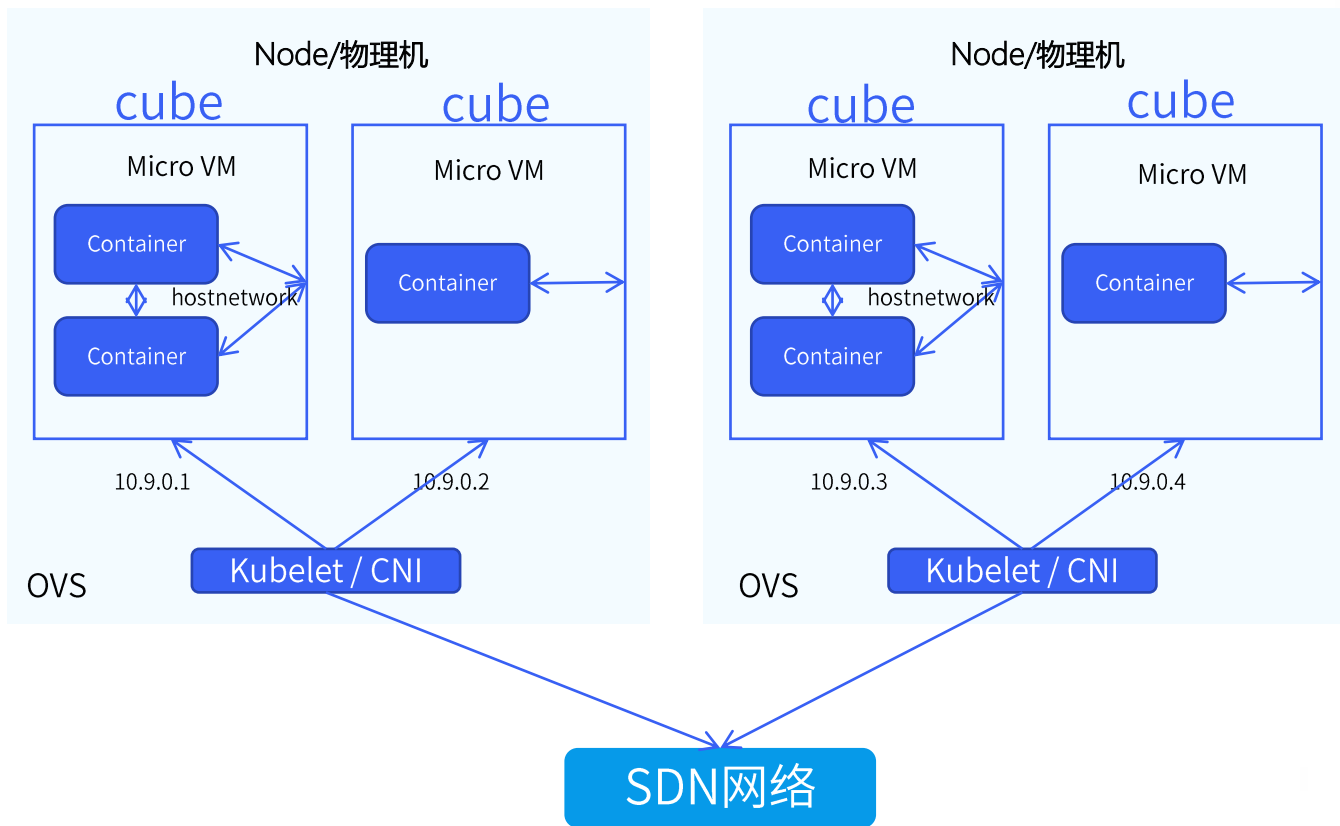 Node/物理机
cube
cube
Micro VM
Micro VM
Container
hostnetwork
Container
Container
10.9.0.1
10.9.0.2
OVS
Kubelet / CNI
Node/物理机
cube
cube
Micro VM
Micro VM
Container
hostnetwork
Container
Container
10.9.0.3
10.9.0.4
OVS
Kubelet / CNI
SDN网络